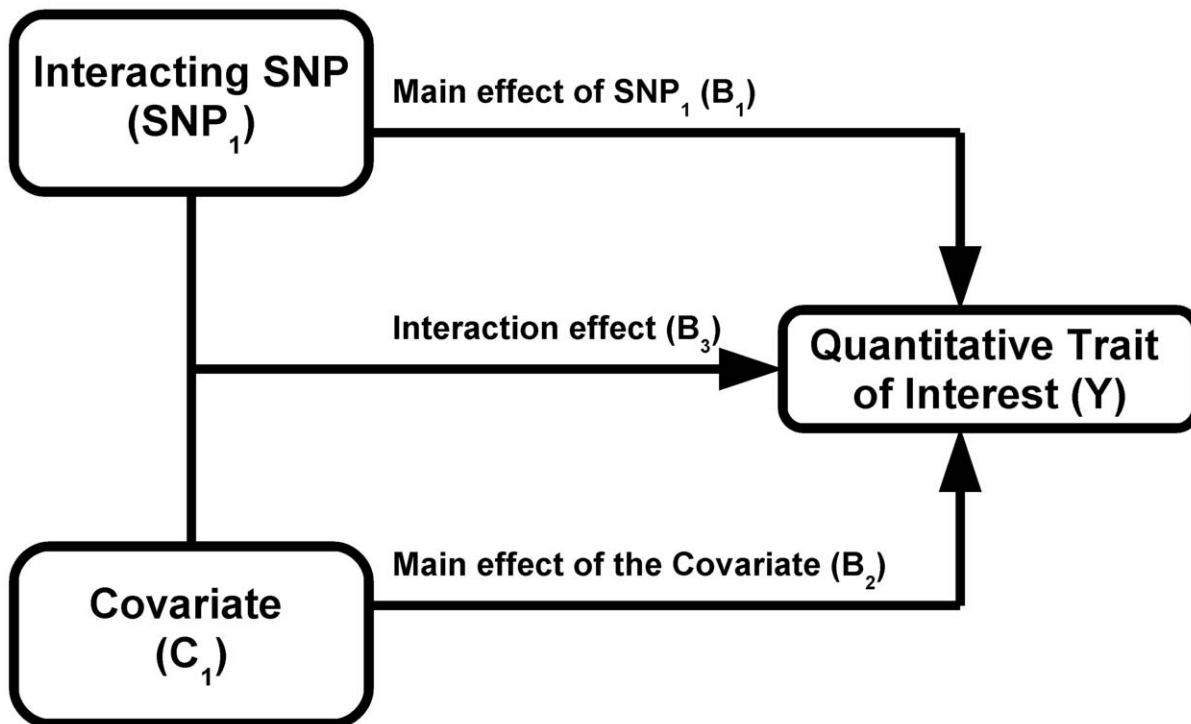 Interacting SNP
(SNP₁)
Main effect of SNP₁ (B₁)
Interaction effect (B₃)
Quantitative Trait
of Interest (Y)
Main effect of the Covariate (B₂)
Covariate
(C₁)